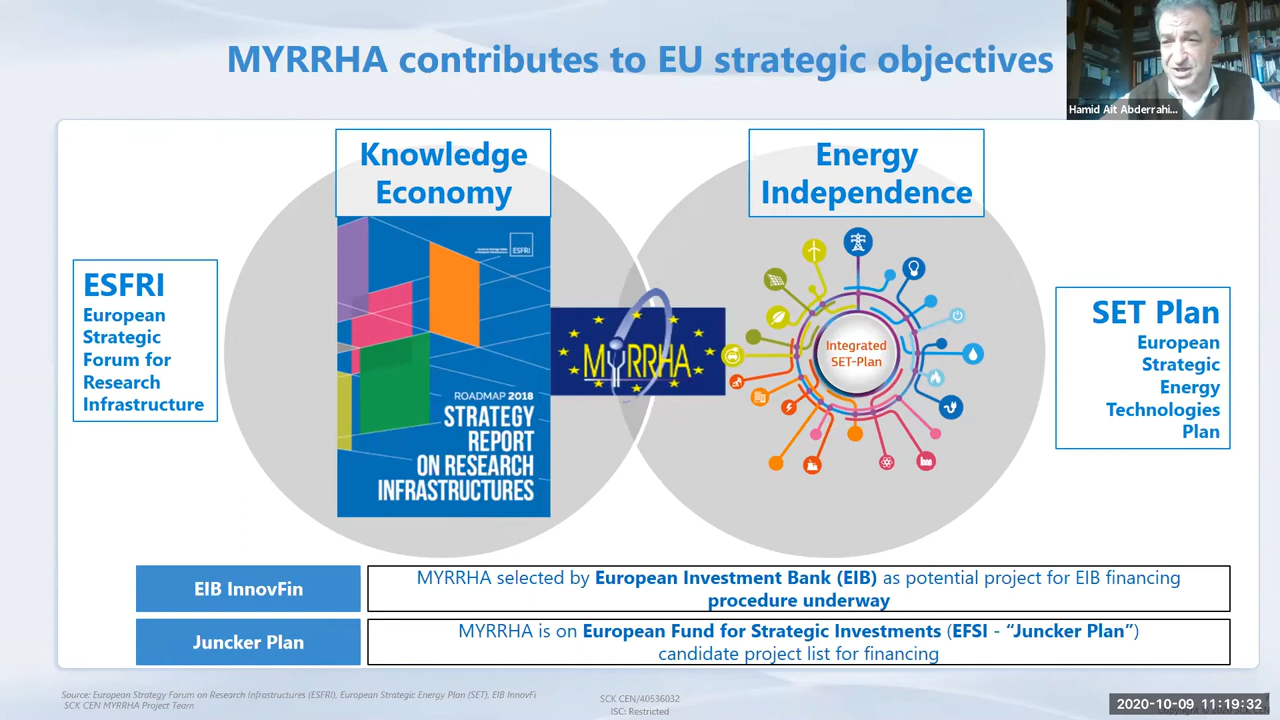 MYRRHA contributes to EU strategic objectives
Hamid Ait Abderrahi...
Knowledge
Economy
Energy
Independence
ESFRI
European
Strategic
Forum for
Research
Infrastructure
ESFRI
ROADMAP 2018
STRATEGY
REPORT
ON RESEARCH
INFRASTRUCTURES
MYRRHA
Integrated
SET-Plan
SET Plan
European
Strategic
Energy
Technologies
Plan
EIB InnovFin
MYRRHA selected by European Investment Bank (EIB) as potential project for EIB financing
procedure underway
Juncker Plan
MYRRHA is on European Fund for Strategic Investments (EFSI - “Juncker Plan”)
candidate project list for financing
Source: European Strategy Forum on Research Infrastructures (ESFRI), European Strategic Energy Plan (SET), EIB InnovFi
SCK CEN MYRRHA Project Team
SCK CEN/40536032
ISC: Restricted
2020-10-09 11:19:32